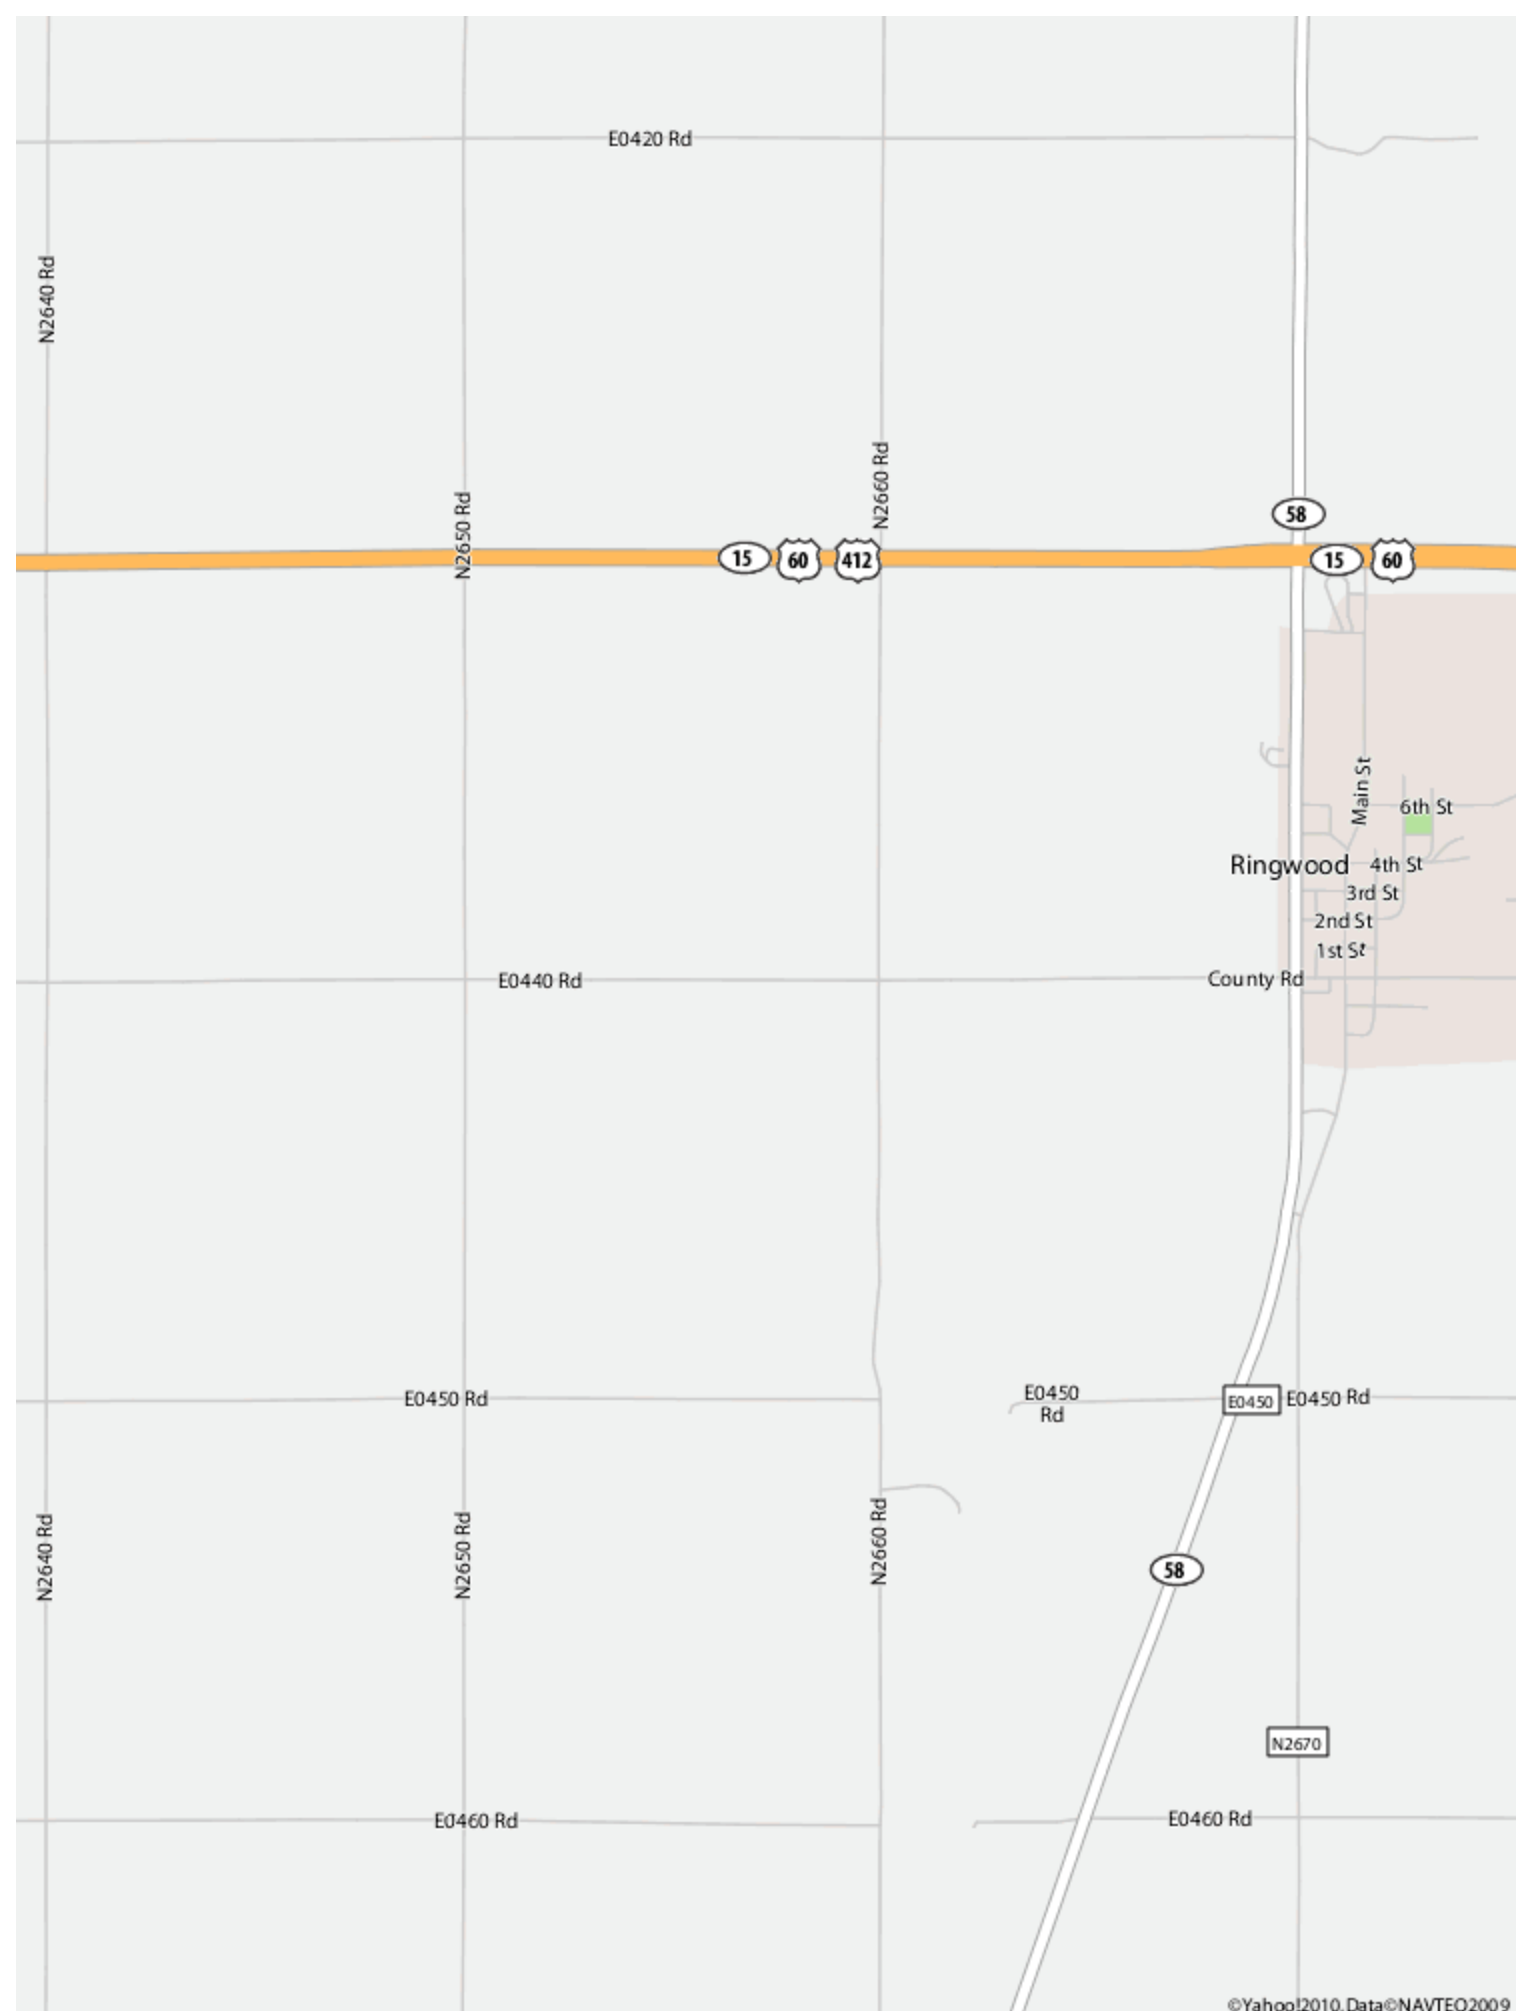 E0420 Rd
N2640 Rd
N2660 Rd
N2650 Rd
58
15
60
412
15
60
Main St
6th St
Ringwood
4th St
3rd St
2nd St
1st St
County Rd
E0440 Rd
E0450
Rd
E0450 Rd
E0450
E0450 Rd
N2640 Rd
N2650 Rd
N2660 Rd
58
N2670
E0460 Rd
E0460 Rd
©Yahoo!2010, Data©NAVTEQ2009